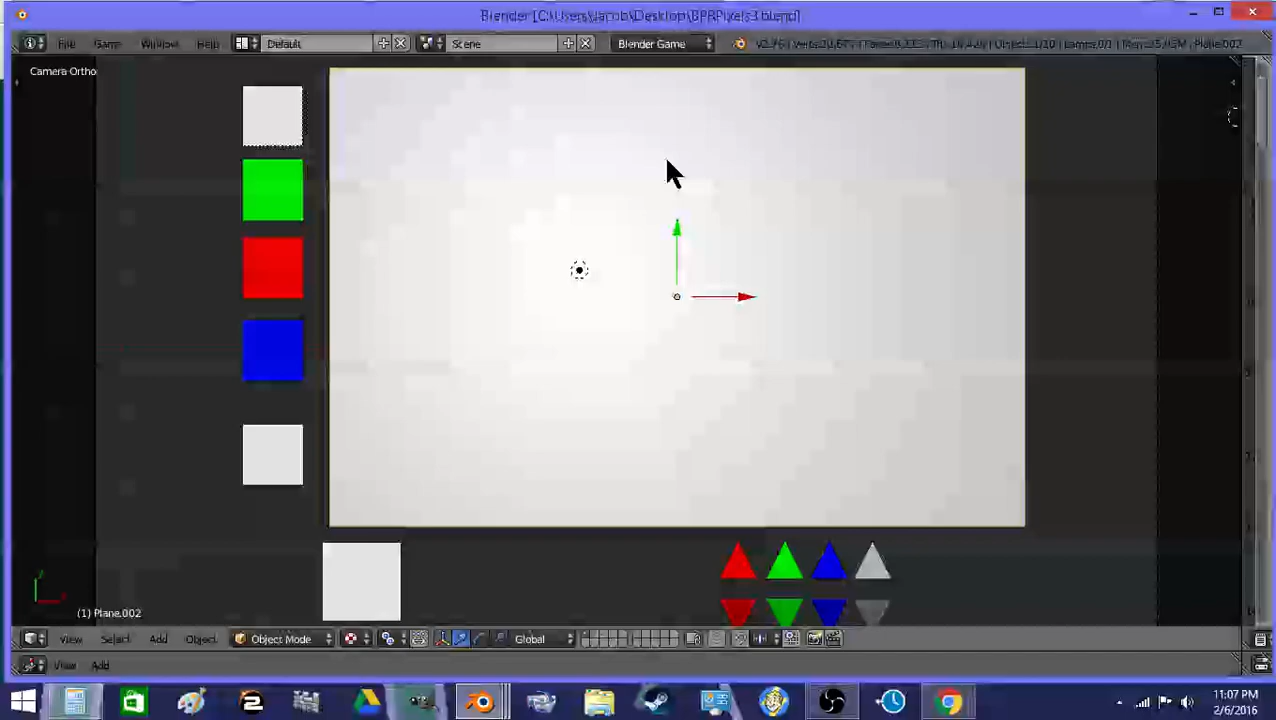 Blender [C:\Users\Jacob\Desktop\BPRPixels3.blend]
File Game Window Help Default Scene Blender Game
Camera Ortho
(1) Plane.002
View Select Add Object Object Mode Global
View Add
11:07 PM
2/6/2016